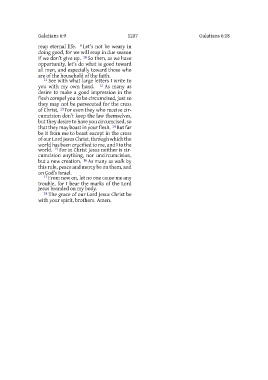 Galatians 6:9 1207 Galatians 6:18
reap eternal life. 9 Let's not be weary in
doing good, for we will reap in due season
if we don't give up. 10 So then, as we have
opportunity, let's do what is good toward
all men, and especially toward those who
are of the household of the faith.
11 See with what large letters I write to
you with my own hand. 12 As many as
desire to make a good impression in the
flesh compel you to be circumcised, just so
they may not be persecuted for the cross
of Christ. 13 For even they who receive cir-
cumcision don't keep the law themselves,
but they desire to have you circumcised, so
that they may boast in your flesh. 14 But far
be it from me to boast except in the cross
of our Lord Jesus Christ, through which the
world has been crucified to me, and I to the
world. 15 For in Christ Jesus neither is cir-
cumcision anything, nor uncircumcision,
but a new creation. 16 As many as walk by
this rule, peace and mercy be on them, and
on God's Israel.
17 From now on, let no one cause me any
trouble, for I bear the marks of the Lord
Jesus branded on my body.
18 The grace of our Lord Jesus Christ be
with your spirit, brothers. Amen.